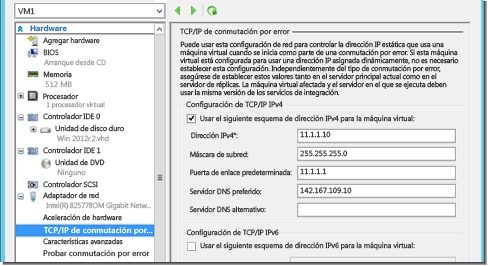 VM1
Hardware
Agregar hardware
BIOS
Arranque desde CD
Memoria
512 MB
Procesador
1 procesador virtual
Controlador IDE 0
Unidad de disco duro
Win 2012r.2.vhd
Controlador IDE 1
Unidad de DVD
Ninguno
Controlador SCSI
Adaptador de red
Intel(R) 82577BOM Gigabit Netw...
Aceleración de hardware
TCP/IP de conmutación por...
Características avanzadas
Probar conmutación por error
TCP/IP de conmutación por error
Puede usar esta configuración de red para controlar la dirección IP estática que usa una
máquina virtual cuando se inicia como parte de una conmutación por error. Si esta máquina
virtual está configurada para usar una dirección IP asignada dinámicamente, no es necesario
establecer esta configuración. Independientemente del tipo de conmutación por error,
asegúrese de establecer estos valores tanto en el servidor principal actual como en el
servidor de réplicas. La máquina virtual afectada y el servidor en el que se ejecuta deben
usar la misma versión de los servicios de integración.
Configuración de TCP/IP IPv4
Usar el siguiente esquema de dirección IPv4 para la máquina virtual:
Dirección IPv4*: 11.1.1.10
Máscara de subred: 255.255.255.0
Puerta de enlace predeterminada: 11.1.1.1
Servidor DNS preferido: 142.167.109.10
Servidor DNS alternativo:
Configuración de TCP/IP IPv6
Usar el siguiente esquema de dirección IPv6 para la máquina virtual: